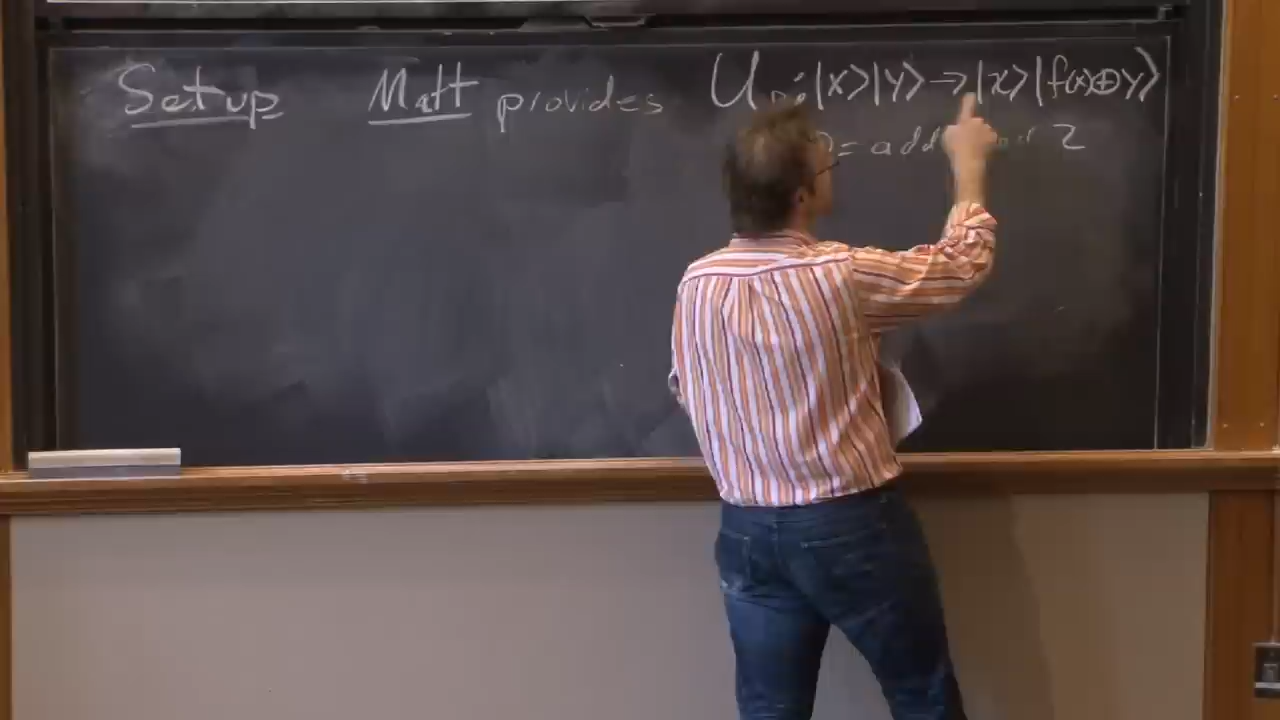 Setup Matt provides U : |x>|y> → |x>|f(x)⊕y>
= add 2